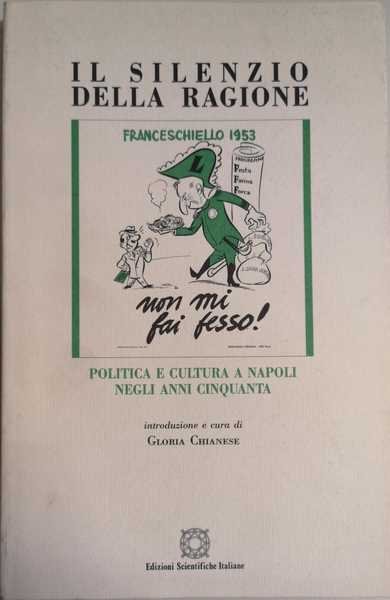 IL SILENZIO
DELLA RAGIONE
FRANCESCHIELLO 1953
PROGRAMMA
Festa
Farina
Forca
L
non mi
fai fesso!
POLITICA E CULTURA A NAPOLI
NEGLI ANNI CINQUANTA
introduzione e cura di
GLORIA CHIANESE
Edizioni Scientifiche Italiane